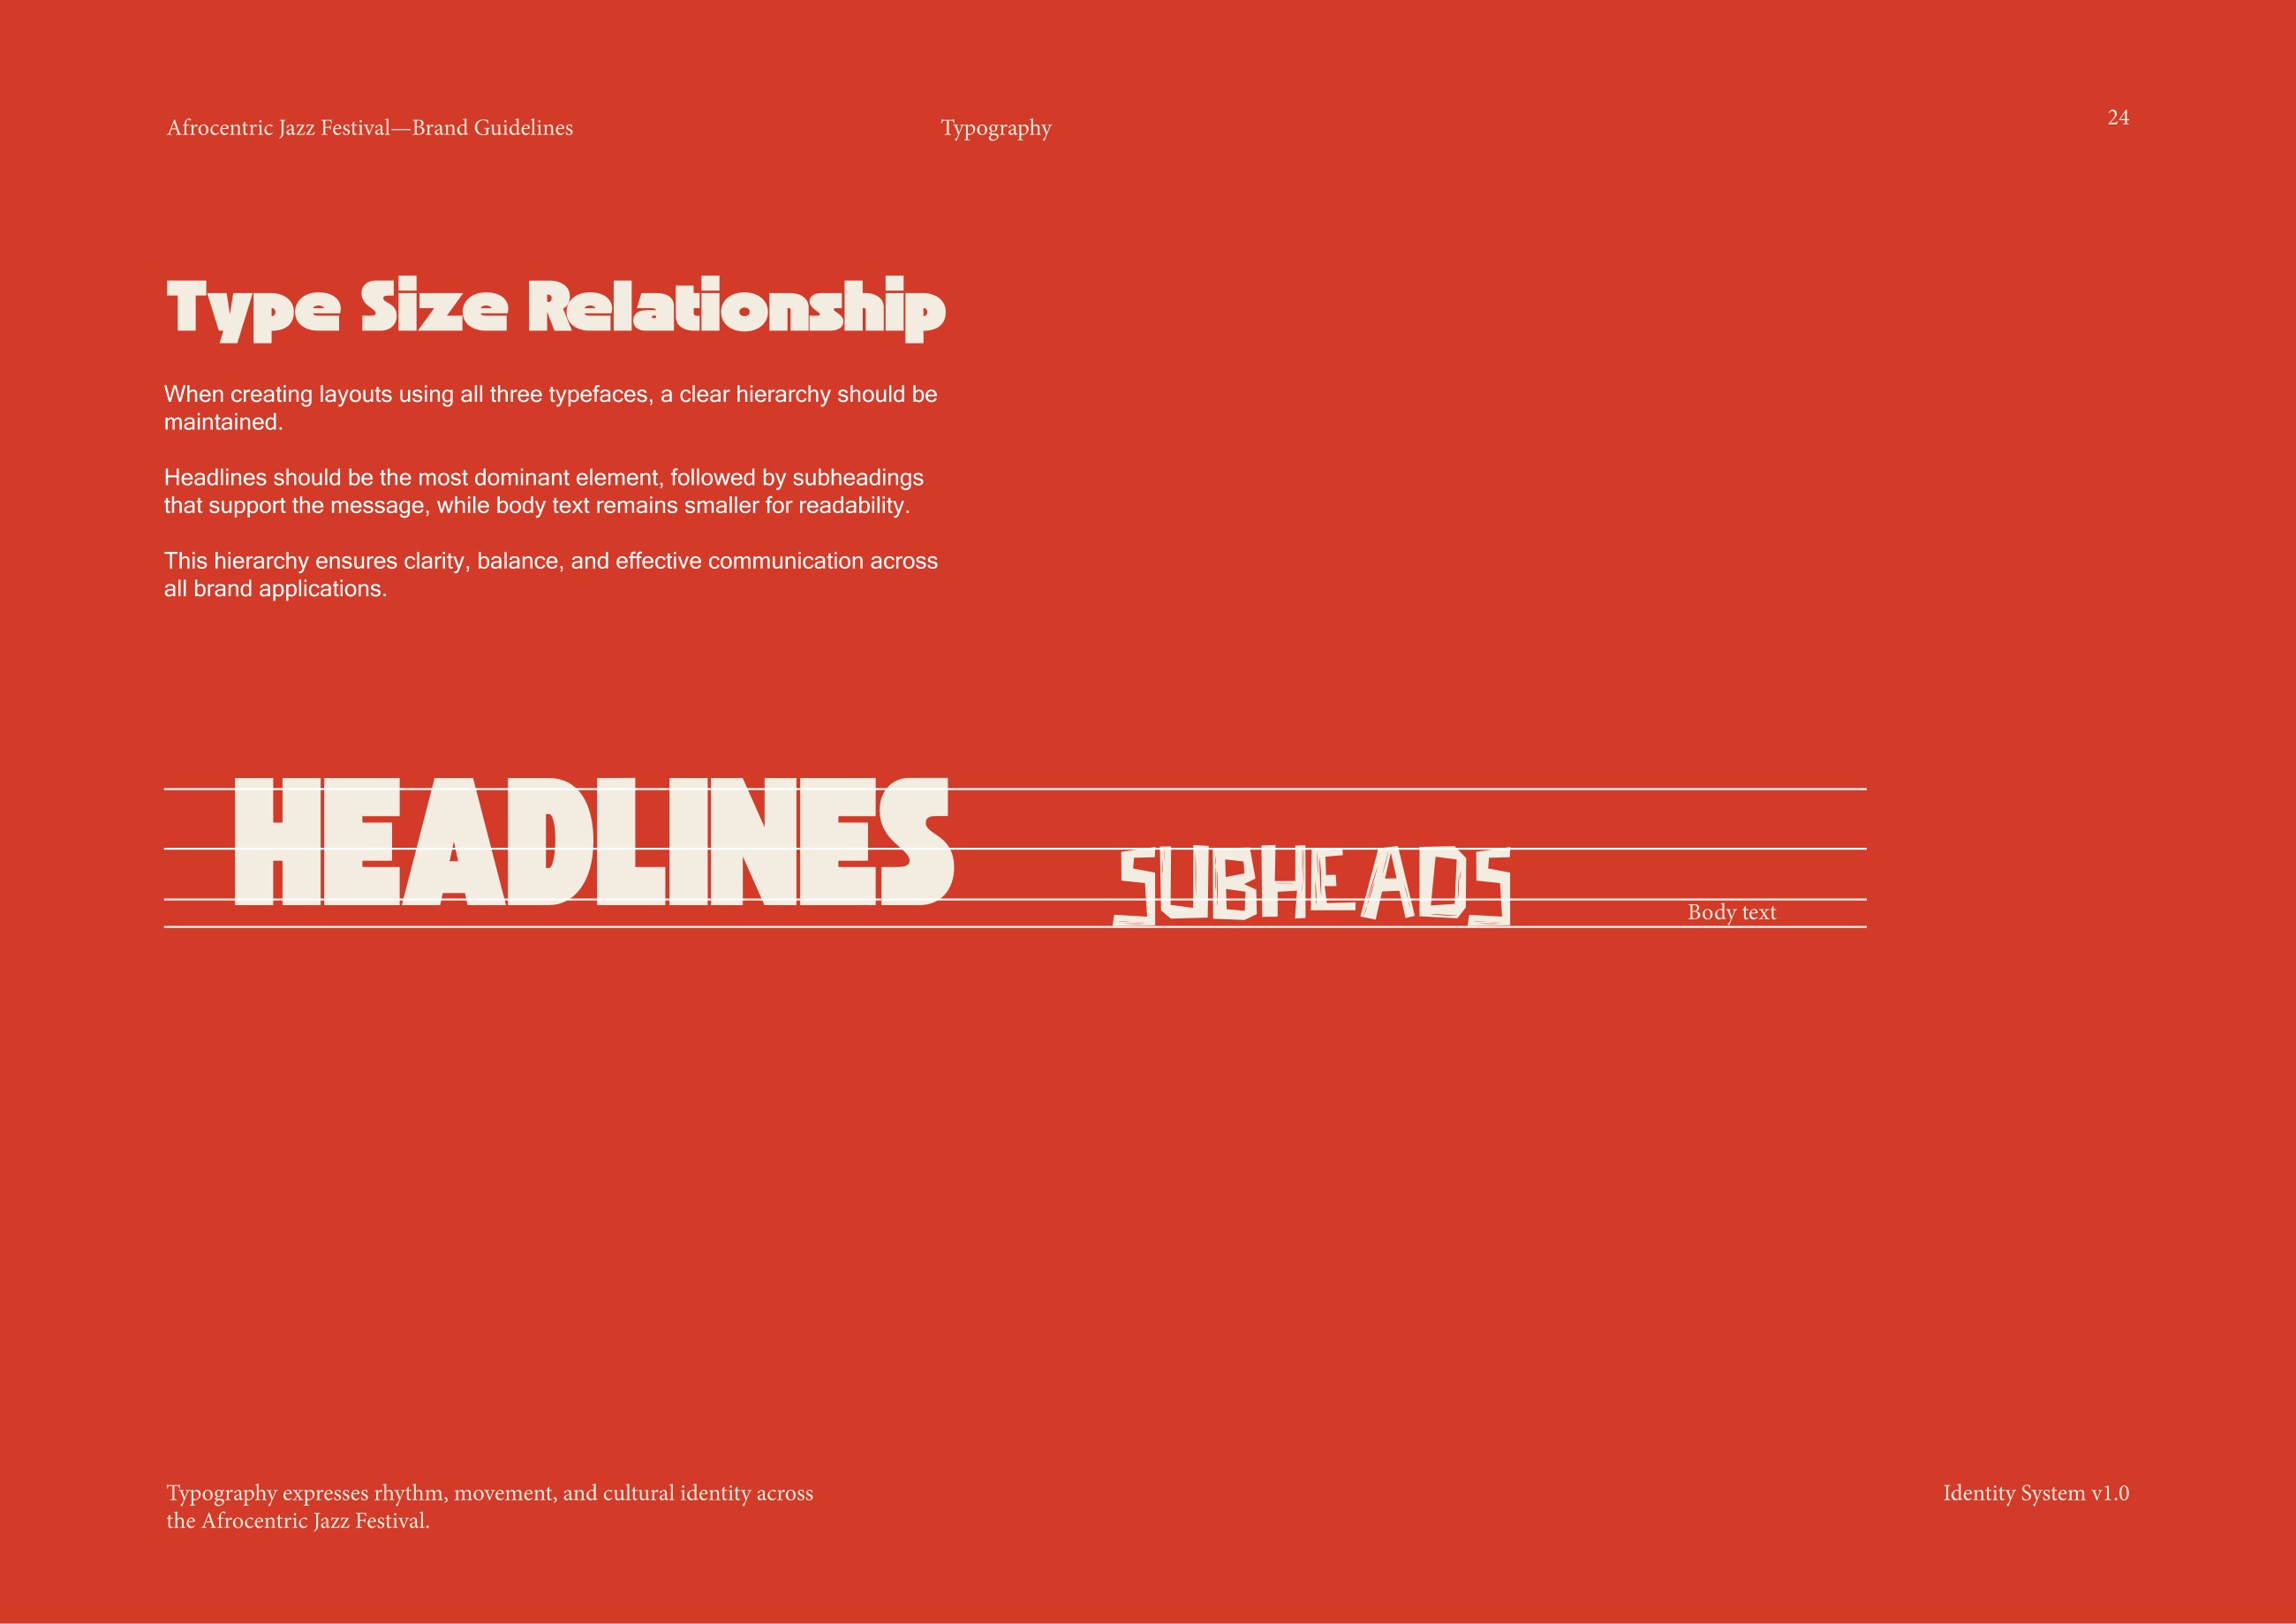 Afrocentric Jazz Festival—Brand Guidelines
Typography
24
Type Size Relationship
When creating layouts using all three typefaces, a clear hierarchy should be
maintained.
Headlines should be the most dominant element, followed by subheadings
that support the message, while body text remains smaller for readability.
This hierarchy ensures clarity, balance, and effective communication across
all brand applications.
HEADLINES
SUBHEADS
Body text
Typography expresses rhythm, movement, and cultural identity across
the Afrocentric Jazz Festival.
Identity System v1.0